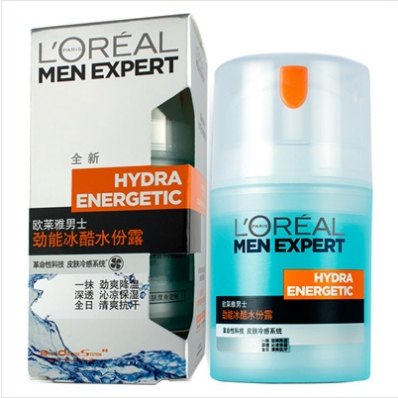 L'ORÉAL
PARIS
MEN EXPERT
全新
HYDRA
ENERGETIC
欧莱雅男士
劲能冰酷水份露
革命性科技 皮肤冷感系统
一抹 劲爽降温
深透 沁凉保湿
全日 清爽抗汗
L'ORÉAL
PARIS
MEN EXPERT
HYDRA
ENERGETIC
欧莱雅男士
劲能冰酷水份露
革命性科技 皮肤冷感系统